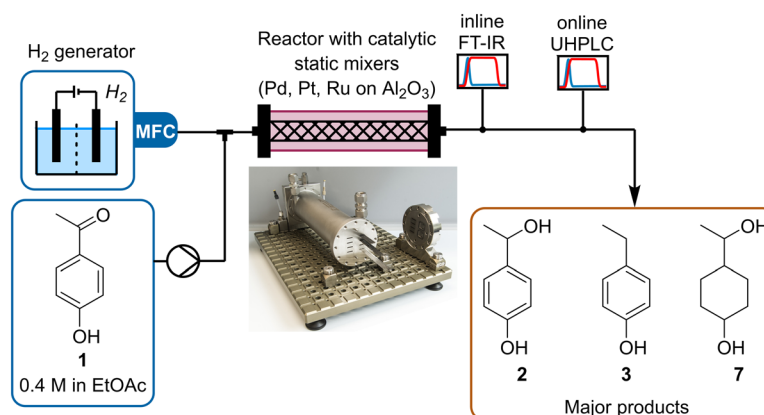 H₂ generator
H₂
MFC
Reactor with catalytic
static mixers
(Pd, Pt, Ru on Al₂O₃)
inline
FT-IR
online
UHPLC
O
OH
1
0.4 M in EtOAc
OH
OH
2
OH
3
OH
OH
7
Major products